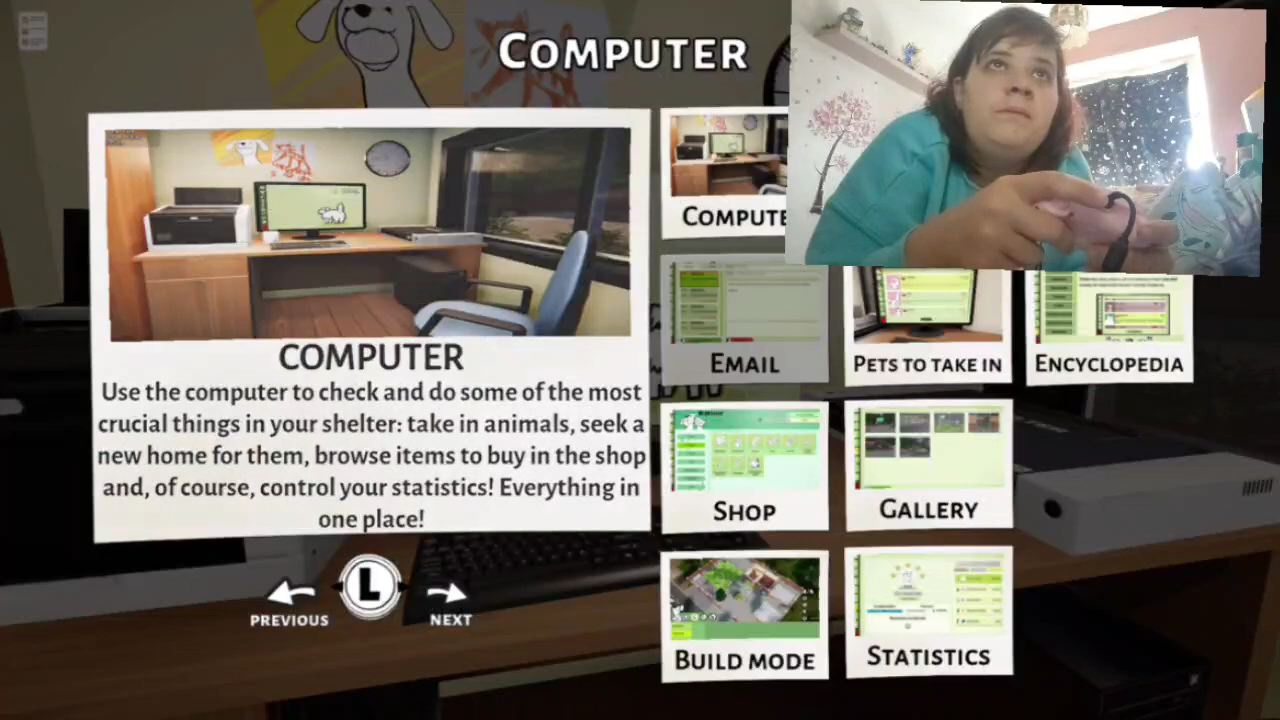 COMPUTER
COMPUTE
COMPUTER
Use the computer to check and do some of the most
crucial things in your shelter: take in animals, seek a
new home for them, browse items to buy in the shop
and, of course, control your statistics! Everything in
one place!
EMAIL
PETS TO TAKE IN
ENCYCLOPEDIA
SHOP
GALLERY
L
PREVIOUS
NEXT
BUILD MODE
STATISTICS